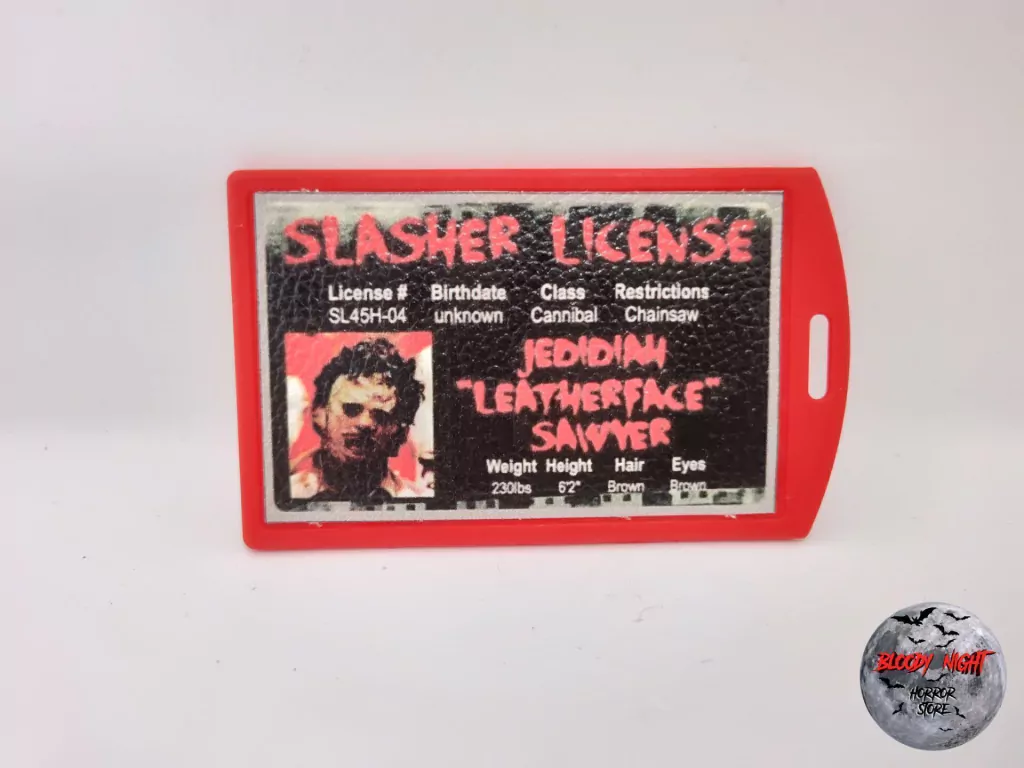 SLASHER LICENSE
License # Birthdate Class Restrictions
SL45H-04 unknown Cannibal Chainsaw
JEDIDIAH
"LEATHERFACE"
SAWYER
Weight Height Hair Eyes
230lbs 6'2" Brown Brown
BLOODY NIGHT
HORROR
STORE